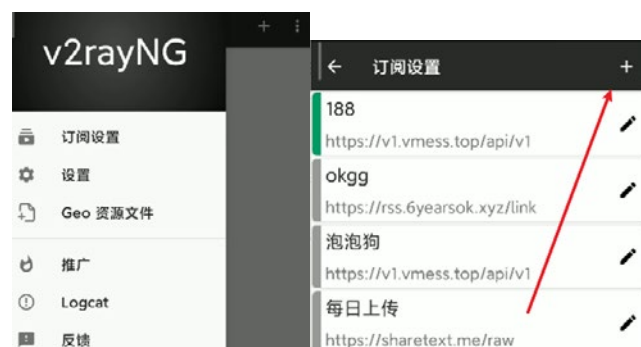 v2rayNG
订阅设置
设置
Geo 资源文件
推广
Logcat
反馈
订阅设置
188
https://v1.vmess.top/api/v1
okgg
https://rss.6yearsok.xyz/link
泡泡狗
https://v1.vmess.top/api/v1
每日上传
https://sharetext.me/raw